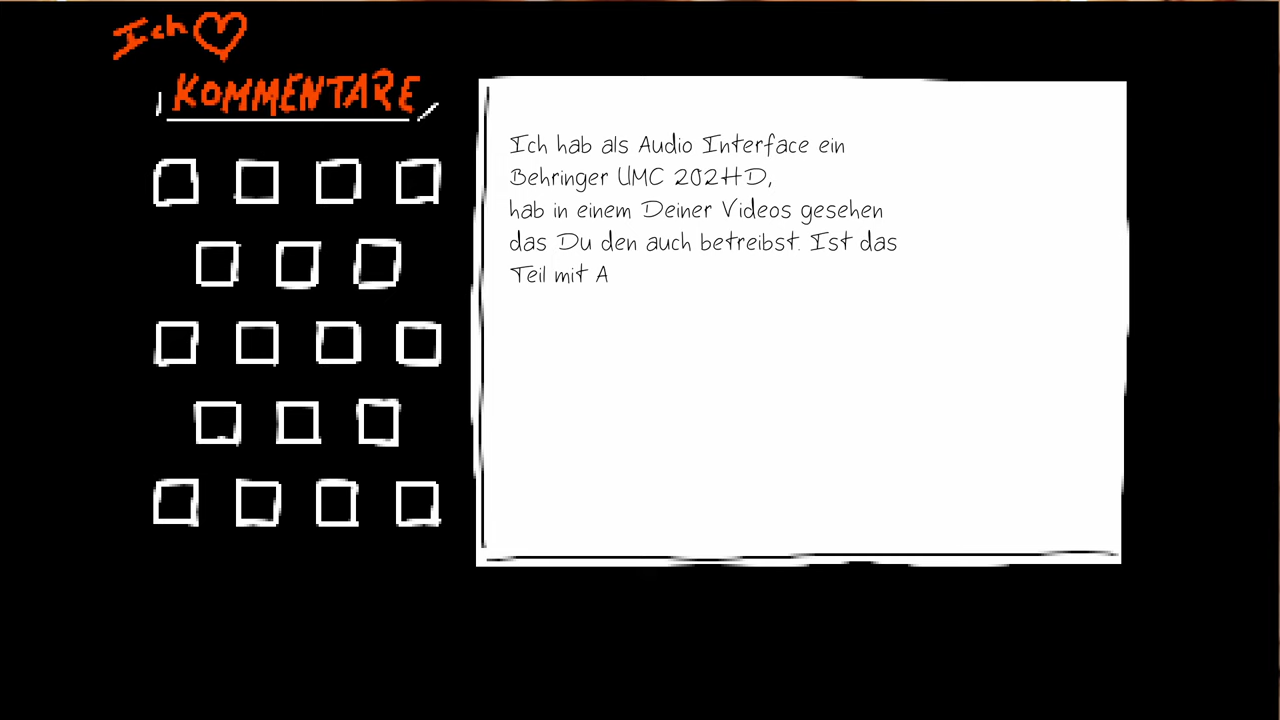 Ich ♡
KOMMENTARE
Ich hab als Audio Interface ein
Behringer UMC 202HD,
hab in einem Deiner Videos gesehen
das Du den auch betreibst. Ist das
Teil mit A